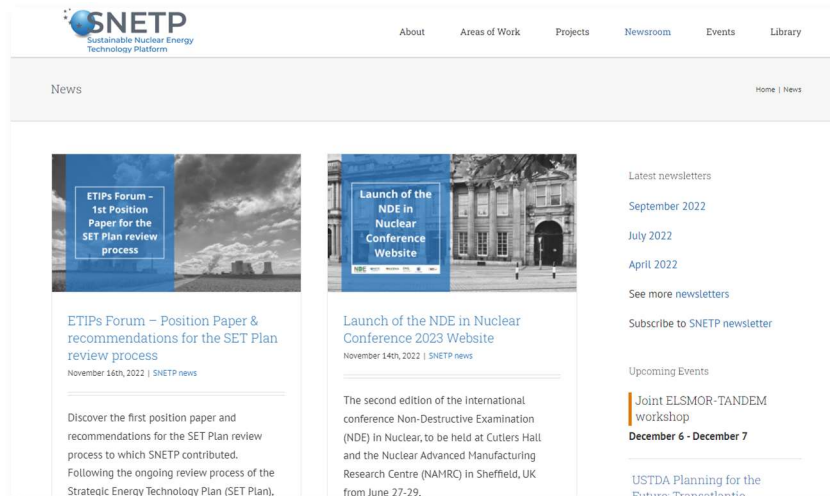 SNETP
Sustainable Nuclear Energy
Technology Platform
About
Areas of Work
Projects
Newsroom
Events
Library
News
Home | News
ETIPs Forum –
1st Position
Paper for the
SET Plan review
process
ETIPs Forum – Position Paper &
recommendations for the SET Plan
review process
November 16th, 2022 | SNETP news
Discover the first position paper and
recommendations for the SET Plan review
process to which SNETP contributed.
Following the ongoing review process of the
Strategic Energy Technology Plan (SET Plan),
Launch of the
NDE in
Nuclear
Conference
Website
Launch of the NDE in Nuclear
Conference 2023 Website
November 14th, 2022 | SNETP news
The second edition of the international
conference Non-Destructive Examination
(NDE) in Nuclear, to be held at Cutlers Hall
and the Nuclear Advanced Manufacturing
Research Centre (NAMRC) in Sheffield, UK
from June 27-29.
Latest newsletters
September 2022
July 2022
April 2022
See more newsletters
Subscribe to SNETP newsletter
Upcoming Events
Joint ELSMOR-TANDEM
workshop
December 6 - December 7
USTDA Planning for the
Future: Transatlantic